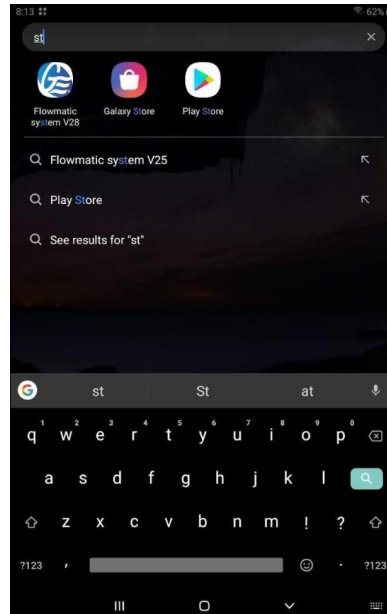 8:13
62%
st
Flowmatic
system V28
Galaxy Store
Play Store
Flowmatic system V25
Play Store
See results for "st"
G
st
St
at
1 2 3 4 5 6 7 8 9 0
q w e r t y u i o p
a s d f g h j k l
z x c v b n m ! ?
?123 , . ?123